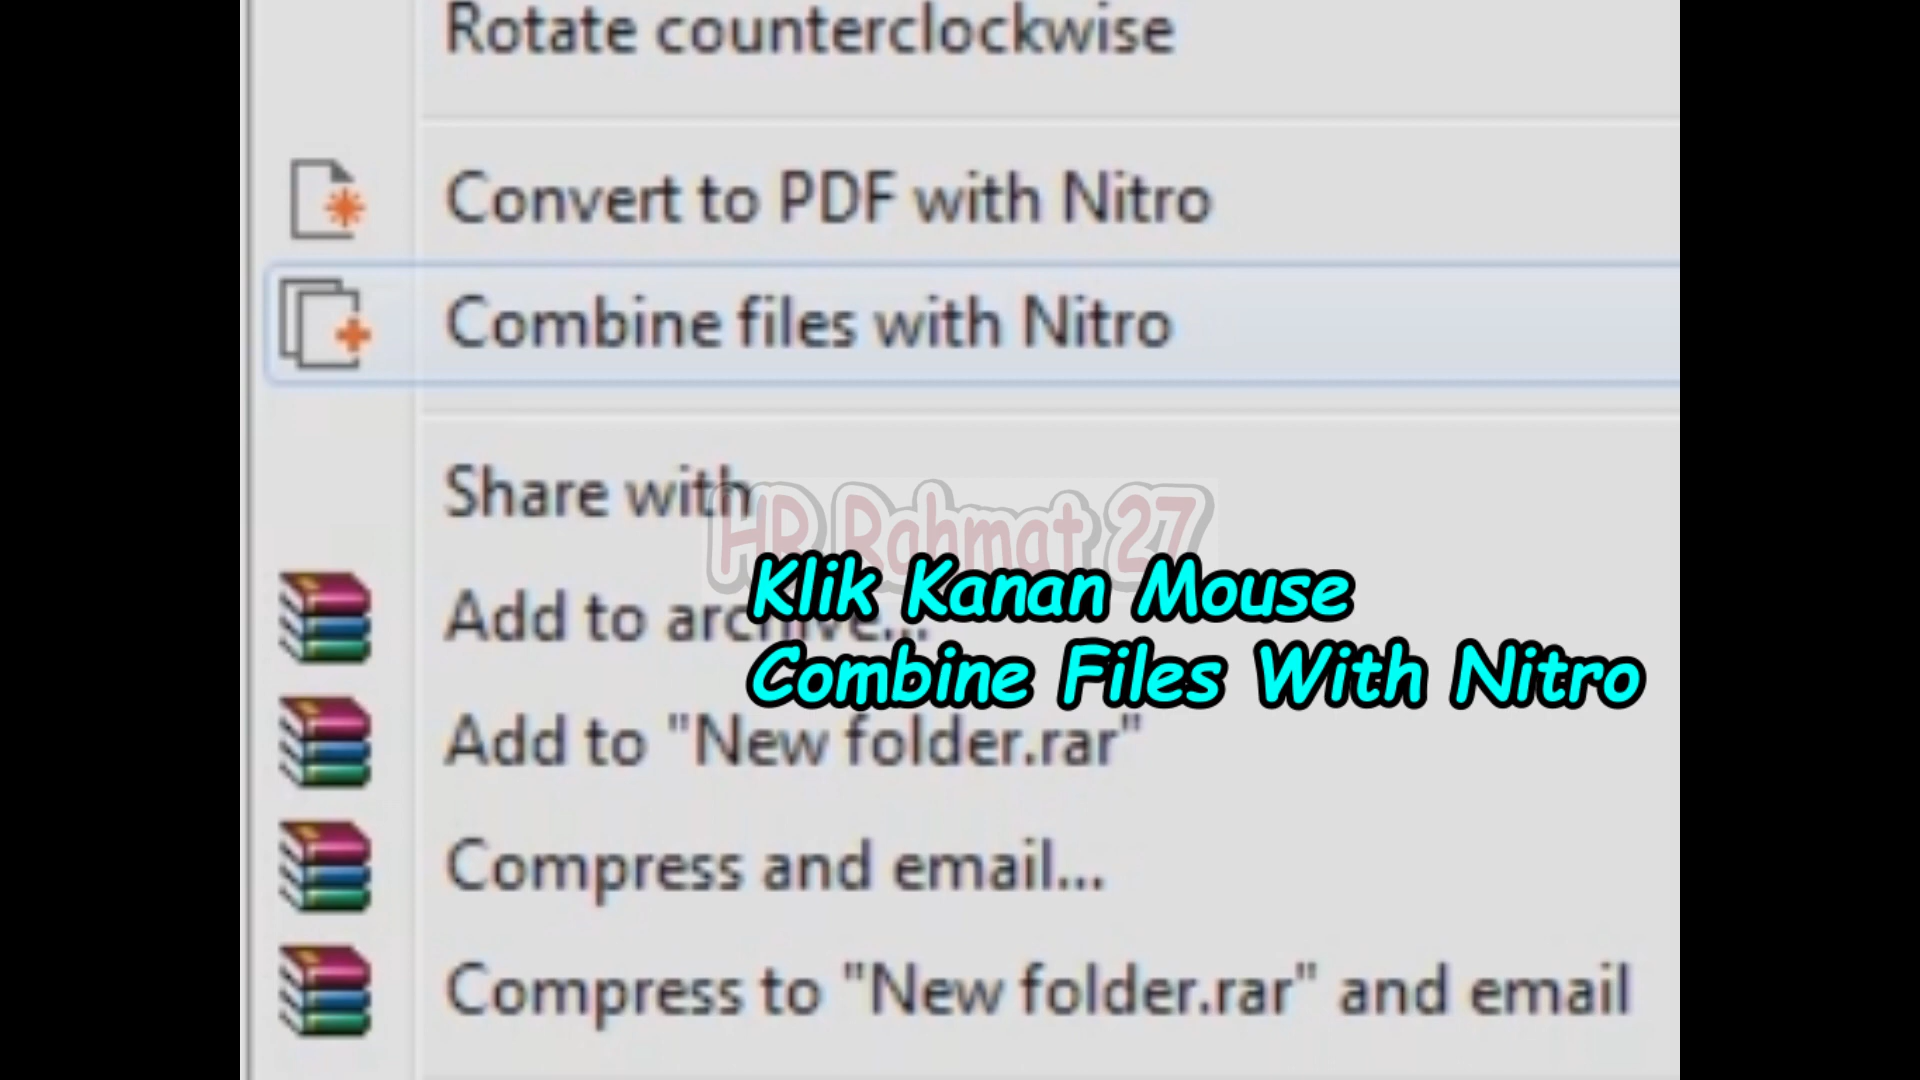 Rotate counterclockwise
Convert to PDF with Nitro
Combine files with Nitro
Share with
HR Rahmat 27
Klik Kanan Mouse
Add to archive...
Combine Files With Nitro
Add to "New folder.rar"
Compress and email...
Compress to "New folder.rar" and email